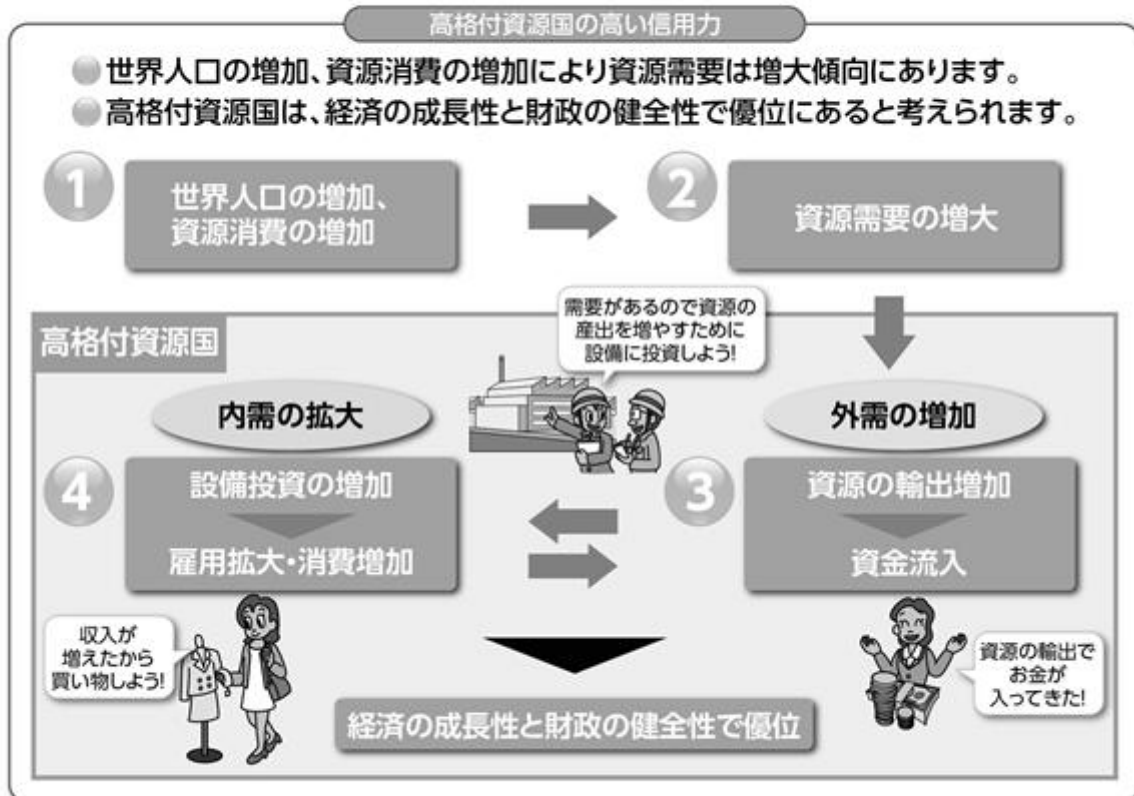 高格付資源国の高い信用力
世界人口の増加、資源消費の増加により資源需要は増大傾向にあります。
高格付資源国は、経済の成長性と財政の健全性で優位にあると考えられます。
1
世界人口の増加、
資源消費の増加
2
資源需要の増大
高格付資源国
需要があるので資源の
産出を増やすために
設備に投資しよう!
内需の拡大
外需の増加
4
設備投資の増加
雇用拡大・消費増加
3
資源の輸出増加
資金流入
収入が
増えたから
買い物しよう!
資源の輸出で
お金が
入ってきた!
経済の成長性と財政の健全性で優位